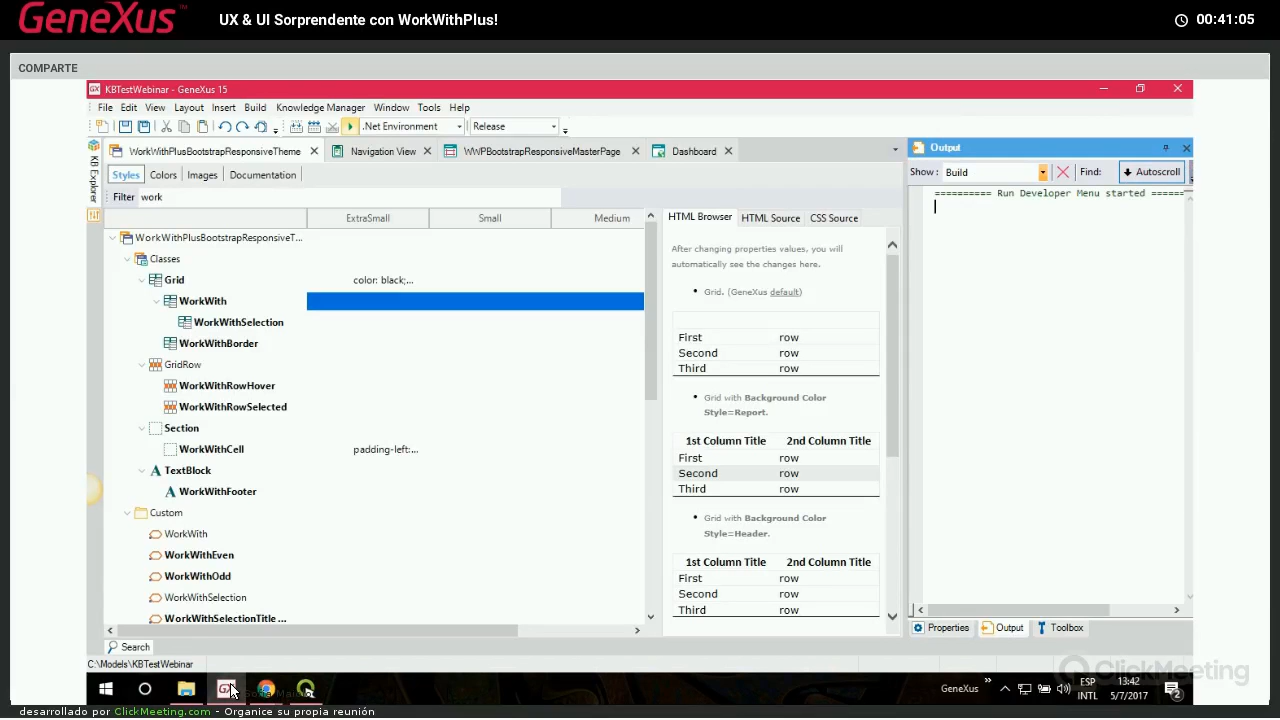 GeneXus™
UX & UI Sorprendente con WorkWithPlus!
00:41:05
COMPARTE
KBTestWebinar - GeneXus 15
File Edit View Layout Insert Build Knowledge Manager Window Tools Help
.Net Environment Release
KB Explorer
WorkWithPlusBootstrapResponsiveTheme Navigation View WWPBootstrapResponsiveMasterPage Dashboard
Styles Colors Images Documentation
Filter work
ExtraSmall Small Medium
WorkWithPlusBootstrapResponsiveT...
Classes
Grid color: black;...
WorkWith
WorkWithSelection
WorkWithBorder
GridRow
WorkWithRowHover
WorkWithRowSelected
Section
WorkWithCell padding-left:...
TextBlock
WorkWithFooter
Custom
WorkWith
WorkWithEven
WorkWithOdd
WorkWithSelection
WorkWithSelectionTitle ...
HTML Browser HTML Source CSS Source
After changing properties values, you will
automatically see the changes here.
Grid. (GeneXus default)
First row
Second row
Third row
Grid with Background Color
Style=Report.
1st Column Title 2nd Column Title
First row
Second row
Third row
Grid with Background Color
Style=Header.
1st Column Title 2nd Column Title
First row
Second row
Third row
Output
Show: Build Find: Autoscroll
========== Run Developer Menu started ======
Properties Output Toolbox
Search
C:\Models\KBTestWebinar
ClickMeeting
GeneXus
ESP
INTL
13:42
5/7/2017
2
desarrollado por ClickMeeting.com - Organice su propia reunión